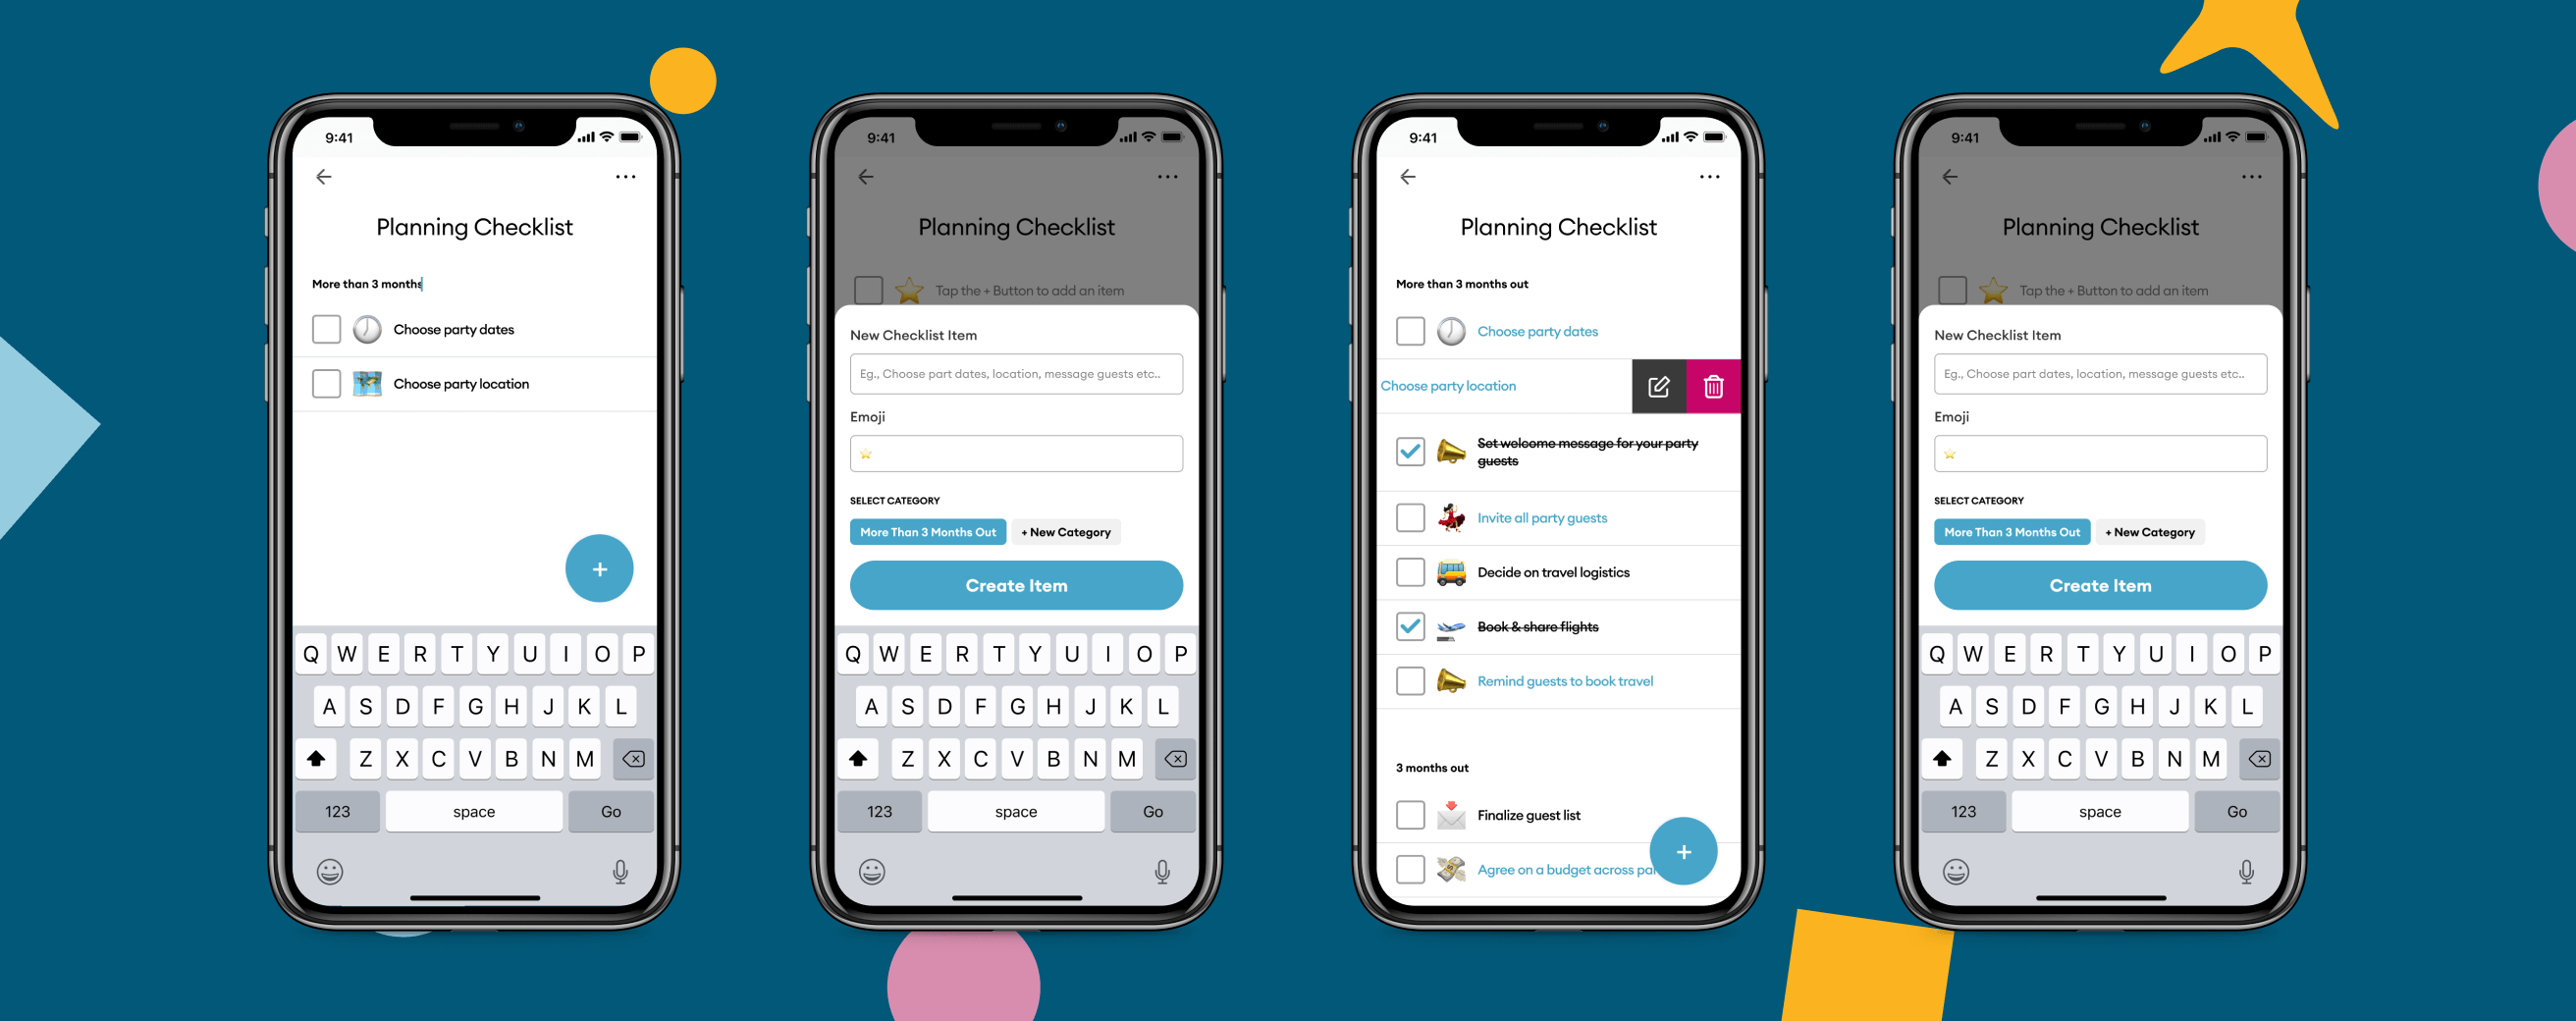 9:41
Planning Checklist
More than 3 months
Choose party dates
Choose party location
+
Q W E R T Y U I O P
A S D F G H J K L
Z X C V B N M
123 space Go
9:41
Planning Checklist
Tap the + Button to add an item
New Checklist Item
Eg., Choose part dates, location, message guests etc..
Emoji
SELECT CATEGORY
More Than 3 Months Out + New Category
Create Item
Q W E R T Y U I O P
A S D F G H J K L
Z X C V B N M
123 space Go
9:41
Planning Checklist
More than 3 months out
Choose party dates
Choose party location
Set welcome message for your party
guests
Invite all party guests
Decide on travel logistics
Book & share flights
Remind guests to book travel
3 months out
Finalize guest list
Agree on a budget across
+
9:41
Planning Checklist
Tap the + Button to add an item
New Checklist Item
Eg., Choose part dates, location, message guests etc..
Emoji
SELECT CATEGORY
More Than 3 Months Out + New Category
Create Item
Q W E R T Y U I O P
A S D F G H J K L
Z X C V B N M
123 space Go